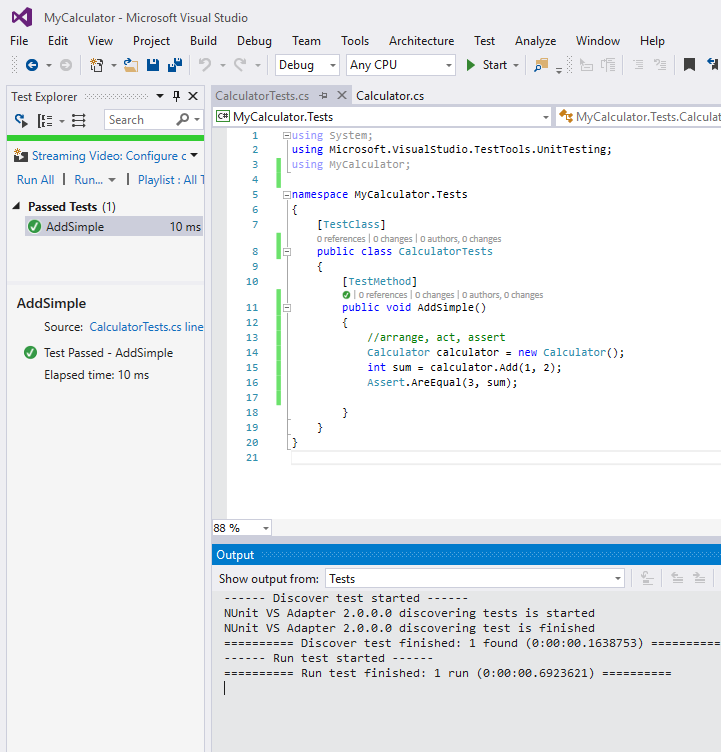 MyCalculator - Microsoft Visual Studio
File Edit View Project Build Debug Team Tools Architecture Test Analyze Window Help
Debug Any CPU Start
Test Explorer
Search
Streaming Video: Configure c
Run All | Run... | Playlist : All T
Passed Tests (1)
AddSimple 10 ms
AddSimple
Source: CalculatorTests.cs line
Test Passed - AddSimple
Elapsed time: 10 ms
CalculatorTests.cs Calculator.cs
C# MyCalculator.Tests MyCalculator.Tests.Calculat
1 using System;
2 using Microsoft.VisualStudio.TestTools.UnitTesting;
3 using MyCalculator;
4
5 namespace MyCalculator.Tests
6 {
7 [TestClass]
0 references | 0 changes | 0 authors, 0 changes
8 public class CalculatorTests
9 {
10 [TestMethod]
| 0 references | 0 changes | 0 authors, 0 changes
11 public void AddSimple()
12 {
13 //arrange, act, assert
14 Calculator calculator = new Calculator();
15 int sum = calculator.Add(1, 2);
16 Assert.AreEqual(3, sum);
17
18 }
19 }
20 }
21
88 %
Output
Show output from: Tests
------ Discover test started ------
NUnit VS Adapter 2.0.0.0 discovering tests is started
NUnit VS Adapter 2.0.0.0 discovering test is finished
========== Discover test finished: 1 found (0:00:00.1638753) ==========
------ Run test started ------
========== Run test finished: 1 run (0:00:00.6923621) ==========